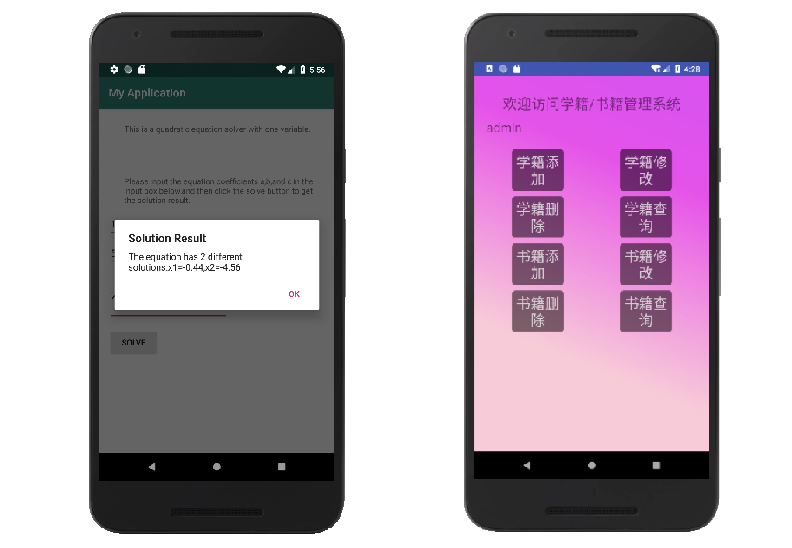 5:56
My Application
This is a quadratic equation solver with one variable.
Please input the equation coefficients a,b,and c in the
input box below,and then click the solve button to get
the solution result.
Solution Result
The equation has 2 different
solutions,x1=-0.44,x2=-4.56
OK
SOLVE
4:28
欢迎访问学籍/书籍管理系统
admin
学籍添
加
学籍修
改
学籍删
除
学籍查
询
书籍添
加
书籍修
改
书籍删
除
书籍查
询